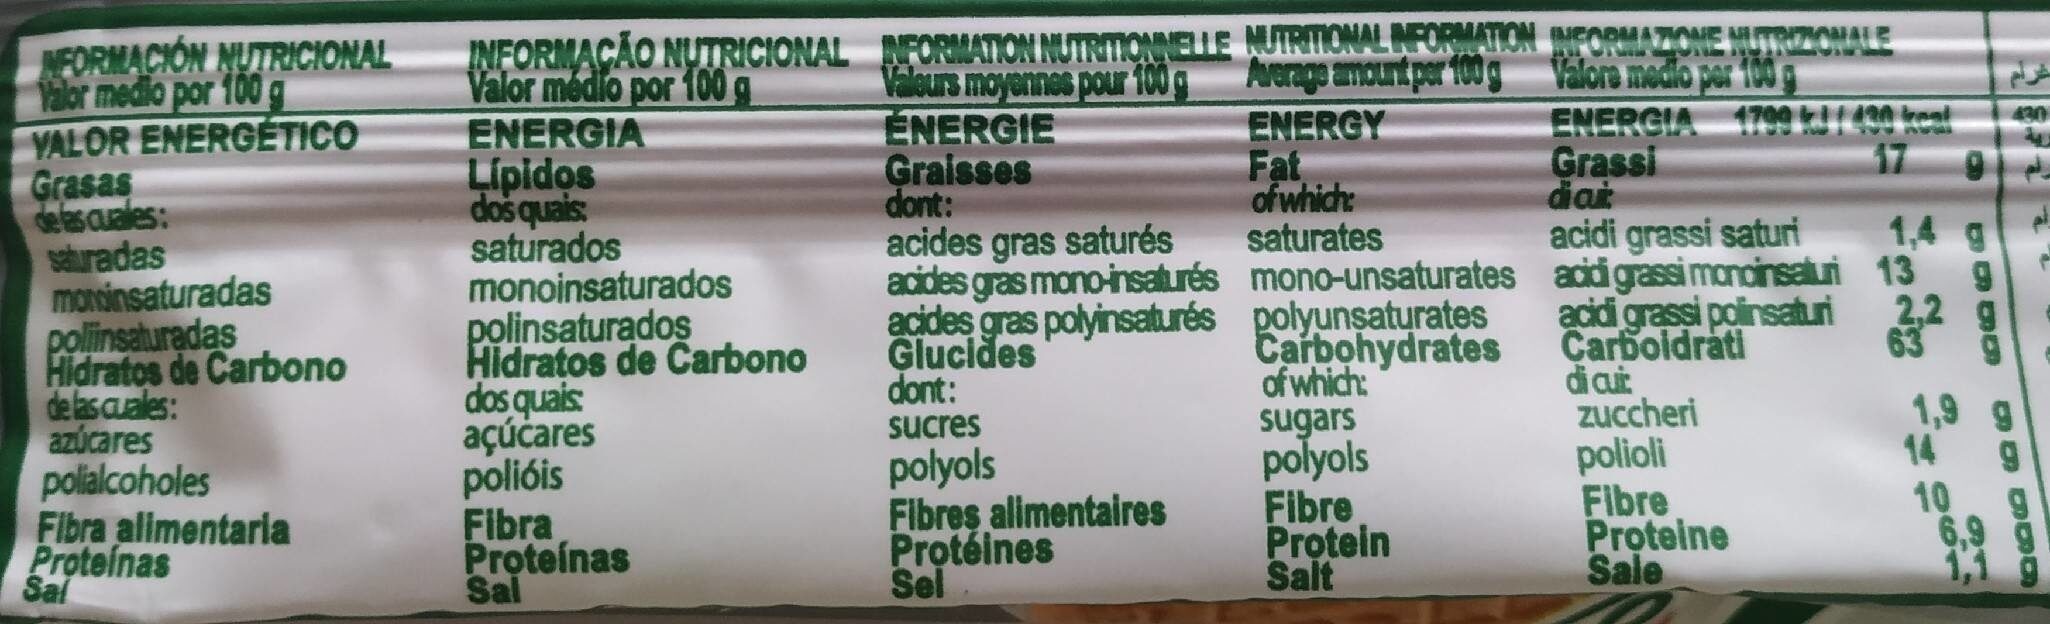 INFORMACIÓN NUTRICIONAL INFORMAÇÃO NUTRICIONAL INFORMATION NUTRITIONNELLE NUTRITIONAL INFORMATION INFORMAZIONE NUTRIZIONALE
Valor medio por 100 g Valor médio por 100 g Valeurs moyennes pour 100 g Average amount per 100 g Valore medio per 100 g
VALOR ENERGÉTICO ENERGIA ÉNERGIE ENERGY ENERGIA 1799 kJ / 430 kcal 430
Grasas Lípidos Graisses Fat Grassi 17 g
de las cuales: dos quais: dont: of which: di cui:
saturadas saturados acides gras saturés saturates acidi grassi saturi 1,4 g
monoinsaturadas monoinsaturados acides gras mono-insaturés mono-unsaturates acidi grassi monoinsaturi 13 g
poliinsaturadas polinsaturados acides gras polyinsaturés polyunsaturates acidi grassi polinsaturi 2,2 g
Hidratos de Carbono Hidratos de Carbono Glucides Carbohydrates Carboidrati 63 g
de las cuales: dos quais: dont: of which: di cui:
azúcares açúcares sucres sugars zuccheri 1,9 g
polialcoholes polióis polyols polyols polioli 14 g
Fibra alimentaria Fibra Fibres alimentaires Fibre Fibre 10 g
Proteínas Proteínas Protéines Protein Proteine 6,9 g
Sal Sal Sel Salt Sale 1,1 g